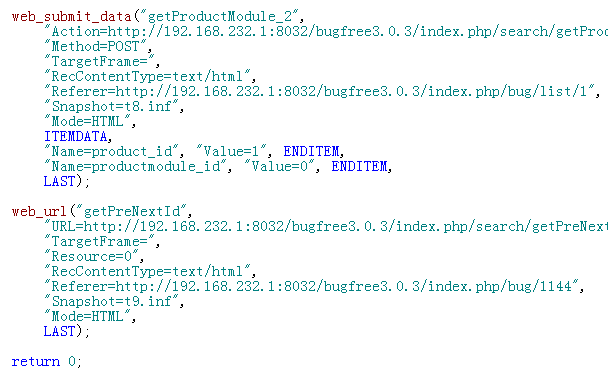 web_submit_data("getProductModule_2",
"Action=http://192.168.232.1:8032/bugfree3.0.3/index.php/search/getProd
"Method=POST",
"TargetFrame=",
"RecContentType=text/html",
"Referer=http://192.168.232.1:8032/bugfree3.0.3/index.php/bug/list/1",
"Snapshot=t8.inf",
"Mode=HTML",
ITEMDATA,
"Name=product_id", "Value=1", ENDITEM,
"Name=productmodule_id", "Value=0", ENDITEM,
LAST);
web_url("getPreNextId",
"URL=http://192.168.232.1:8032/bugfree3.0.3/index.php/search/getPreNext
"TargetFrame=",
"Resource=0",
"RecContentType=text/html",
"Referer=http://192.168.232.1:8032/bugfree3.0.3/index.php/bug/1144",
"Snapshot=t9.inf",
"Mode=HTML",
LAST);
return 0;